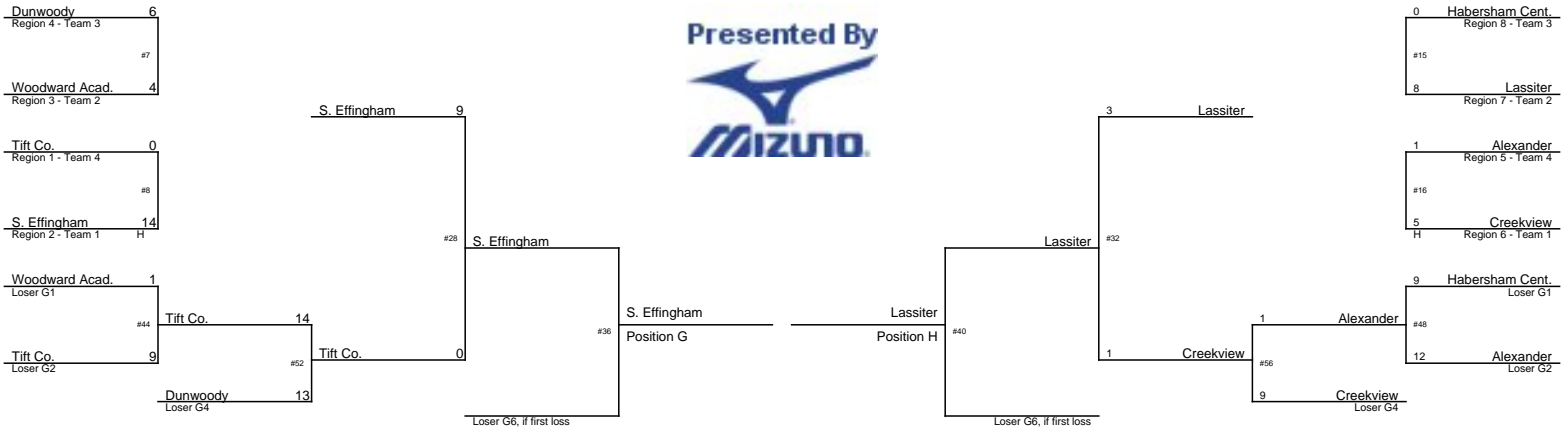 Dunwoody 6
Region 4 - Team 3
#7
Woodward Acad. 4
Region 3 - Team 2
Tift Co. 0
Region 1 - Team 4
#8
S. Effingham 14
Region 2 - Team 1 H
Woodward Acad. 1
Loser G1
#44
Tift Co. 9
Loser G2
Tift Co. 14
#52
Dunwoody 13
Loser G4
S. Effingham 9
#28
Tift Co. 0
S. Effingham
#36
Loser G6, if first loss
S. Effingham
Position G
Presented By
MIZUNO
Lassiter
Position H
Lassiter
#40
Loser G6, if first loss
3 Lassiter
#32
1 Creekview
1 Alexander
#56
9 Creekview
Loser G4
0 Habersham Cent.
Region 8 - Team 3
#15
8 Lassiter
Region 7 - Team 2
1 Alexander
Region 5 - Team 4
#16
5 Creekview
H Region 6 - Team 1
9 Habersham Cent.
Loser G1
#48
12 Alexander
Loser G2